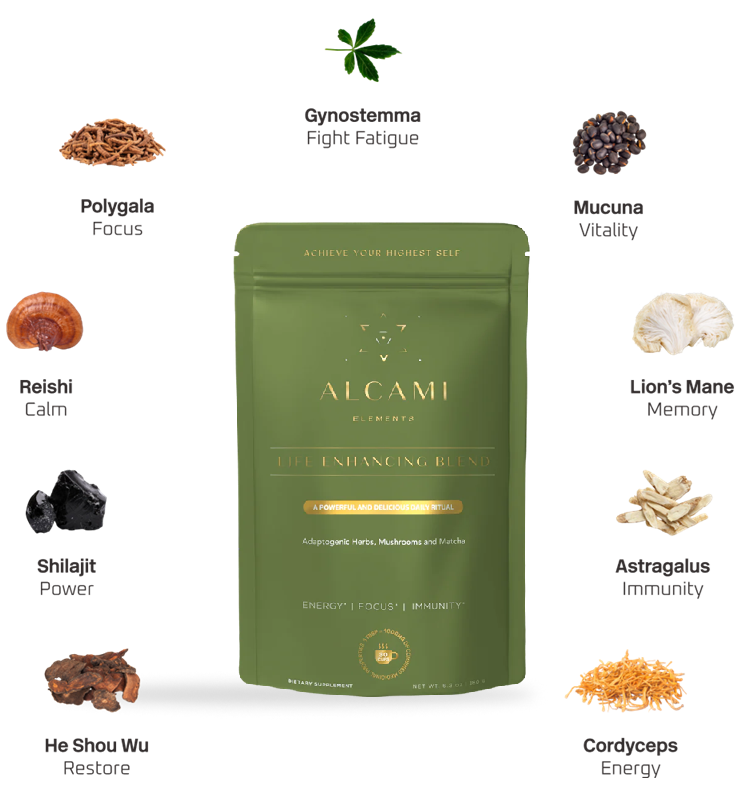 Gynostemma
Fight Fatigue
Polygala
Focus
Mucuna
Vitality
Reishi
Calm
Lion's Mane
Memory
Shilajit
Power
Astragalus
Immunity
He Shou Wu
Restore
Cordyceps
Energy
ACHIEVE YOUR HIGHEST SELF
ALCAMI
ELEMENTS
LIFE ENHANCING BLEND
A POWERFUL AND DELICIOUS DAILY RITUAL
Adaptogenic Herbs, Mushrooms and Matcha
ENERGY* | FOCUS* | IMMUNITY*
DIETARY SUPPLEMENT
NET WT.